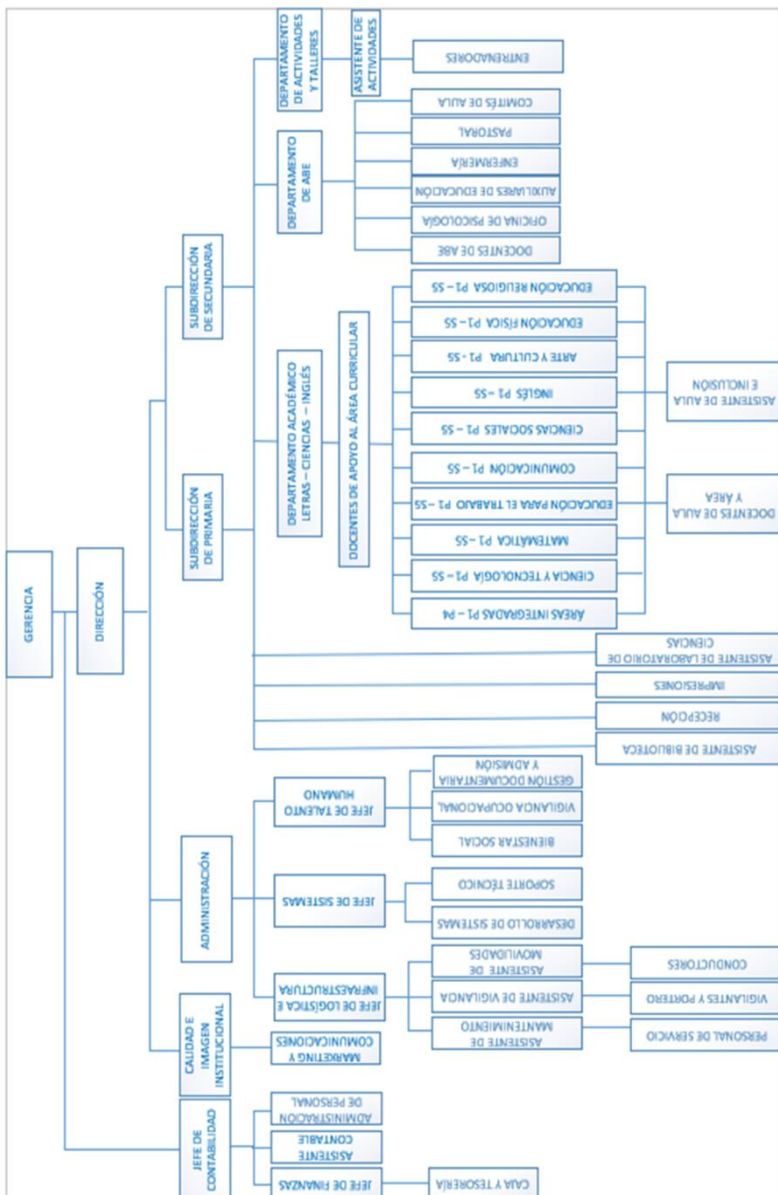 GERENCIA
DIRECCIÓN
SUBDIRECCIÓN
DE SECUNDARIA
SUBDIRECCIÓN
DE PRIMARIA
ADMINISTRACIÓN
CALIDAD E
IMAGEN
INSTITUCIONAL
JEFE DE
CONTABILIDAD
DEPARTAMENTO
DE ACTIVIDADES
Y TALLERES
ASISTENTE DE
ACTIVIDADES
ENTRENADORES
DEPARTAMENTO
DE ABE
COMITÉS DE AULA
PASTORAL
ENFERMERÍA
AUXILIARES DE EDUCACIÓN
OFICINA DE PSICOLOGÍA
DOCENTES DE ABE
DEPARTAMENTO ACADÉMICO
LETRAS – CIENCIAS – INGLÉS
DOCENTES DE APOYO AL ÁREA CURRICULAR
EDUCACIÓN RELIGIOSA P1 – S5
EDUCACIÓN FÍSICA P1 – S5
ARTE Y CULTURA P1 - S5
INGLÉS P1 – S5
CIENCIAS SOCIALES P1 – S5
COMUNICACIÓN P1 – S5
EDUCACIÓN PARA EL TRABAJO P1 – S5
MATEMÁTICA P1 – S5
CIENCIA Y TECNOLOGÍA P1 – S5
ÁREAS INTEGRADAS P1 – P4
ASISTENTE DE AULA
E INCLUSIÓN
DOCENTES DE AULA
Y ÁREA
ASISTENTE DE LABORATORIO DE
CIENCIAS
IMPRESIONES
RECEPCIÓN
ASISTENTE DE BIBLIOTECA
JEFE DE TALENTO
HUMANO
GESTIÓN DOCUMENTARIA
Y ADMISIÓN
VIGILANCIA OCUPACIONAL
BIENESTAR SOCIAL
JEFE DE SISTEMAS
SOPORTE TÉCNICO
DESARROLLO DE SISTEMAS
JEFE DE LOGÍSTICA E
INFRAESTRUCTURA
ASISTENTE DE
MOVILIDADES
CONDUCTORES
ASISTENTE DE VIGILANCIA
VIGILANTES Y PORTERO
ASISTENTE DE
MANTENIMIENTO
PERSONAL DE SERVICIO
MARKETING Y
COMUNICACIONES
ADMINISTRACIÓN
DE PERSONAL
ASISTENTE
CONTABLE
JEFE DE FINANZAS
CAJA Y TESORERÍA